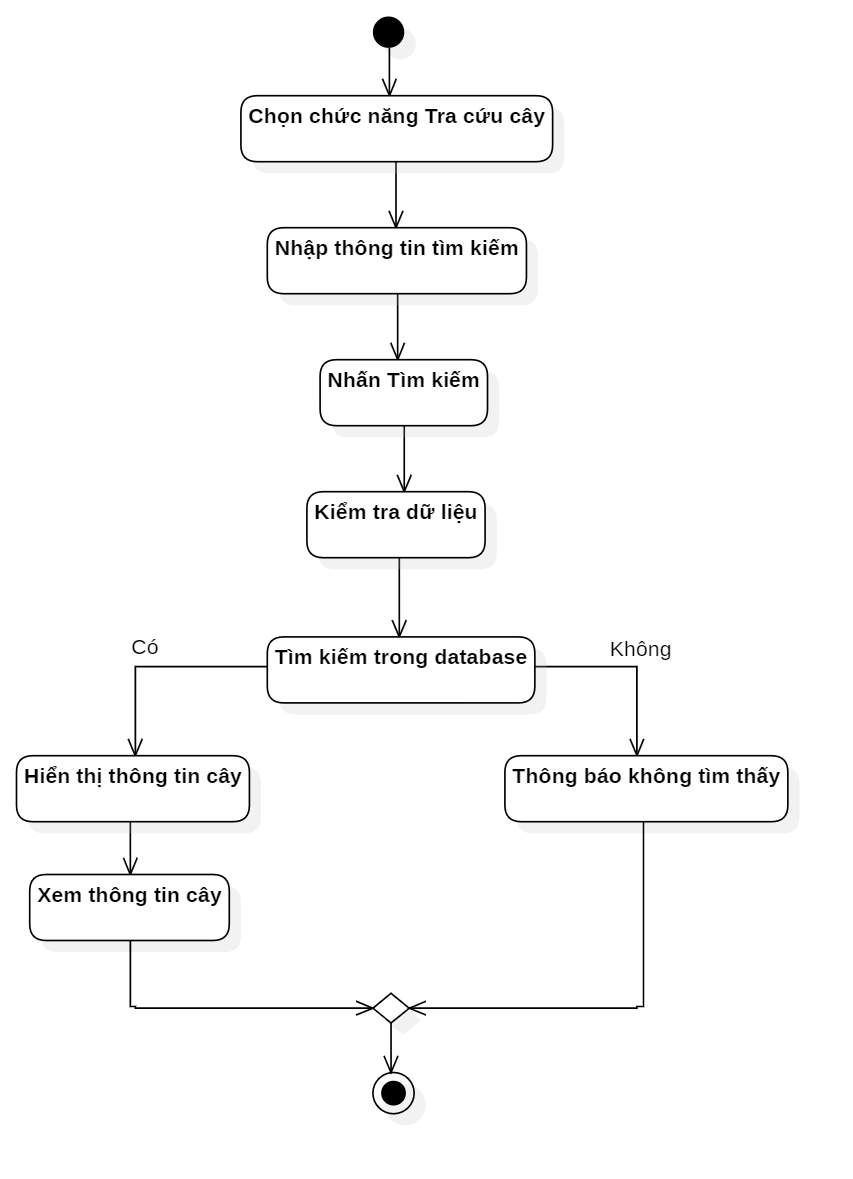 Chọn chức năng Tra cứu cây
Nhập thông tin tìm kiếm
Nhấn Tìm kiếm
Kiểm tra dữ liệu
Có
Không
Tìm kiếm trong database
Hiển thị thông tin cây
Thông báo không tìm thấy
Xem thông tin cây